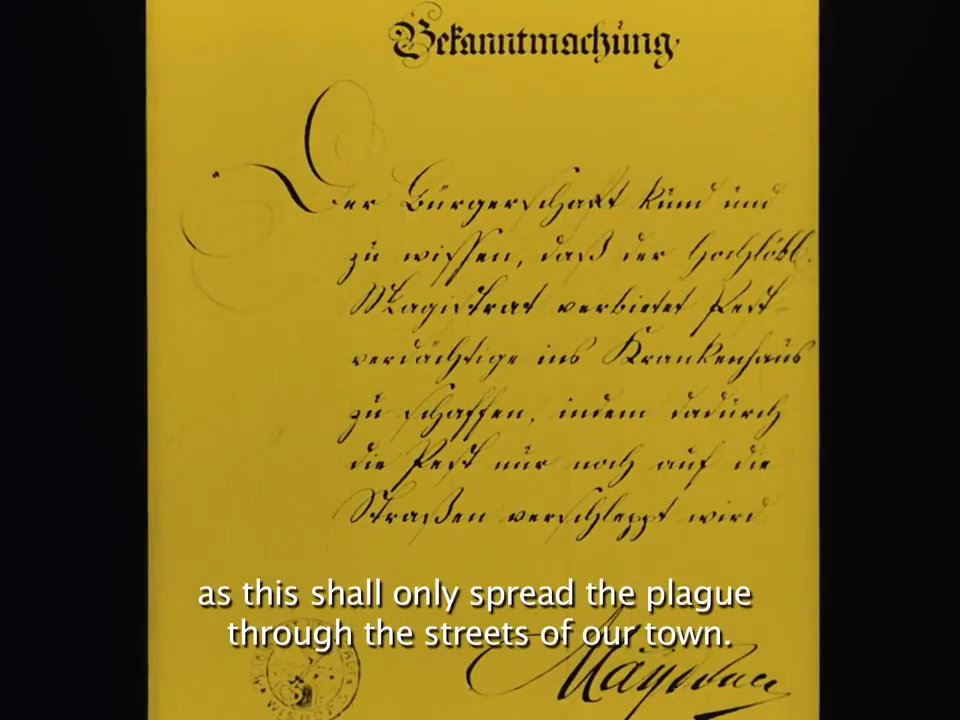 Bekanntmachung.
Der Bürgerschaft kund und
zu wissen, daß der Hochlöbl.
Magistrat verbietet Pest-
verdächtige ins Krankenhaus
zu schaffen, indem dadurch
die Pest nur noch auf die
Straßen verschleppt wird
as this shall only spread the plague
through the streets of our town.